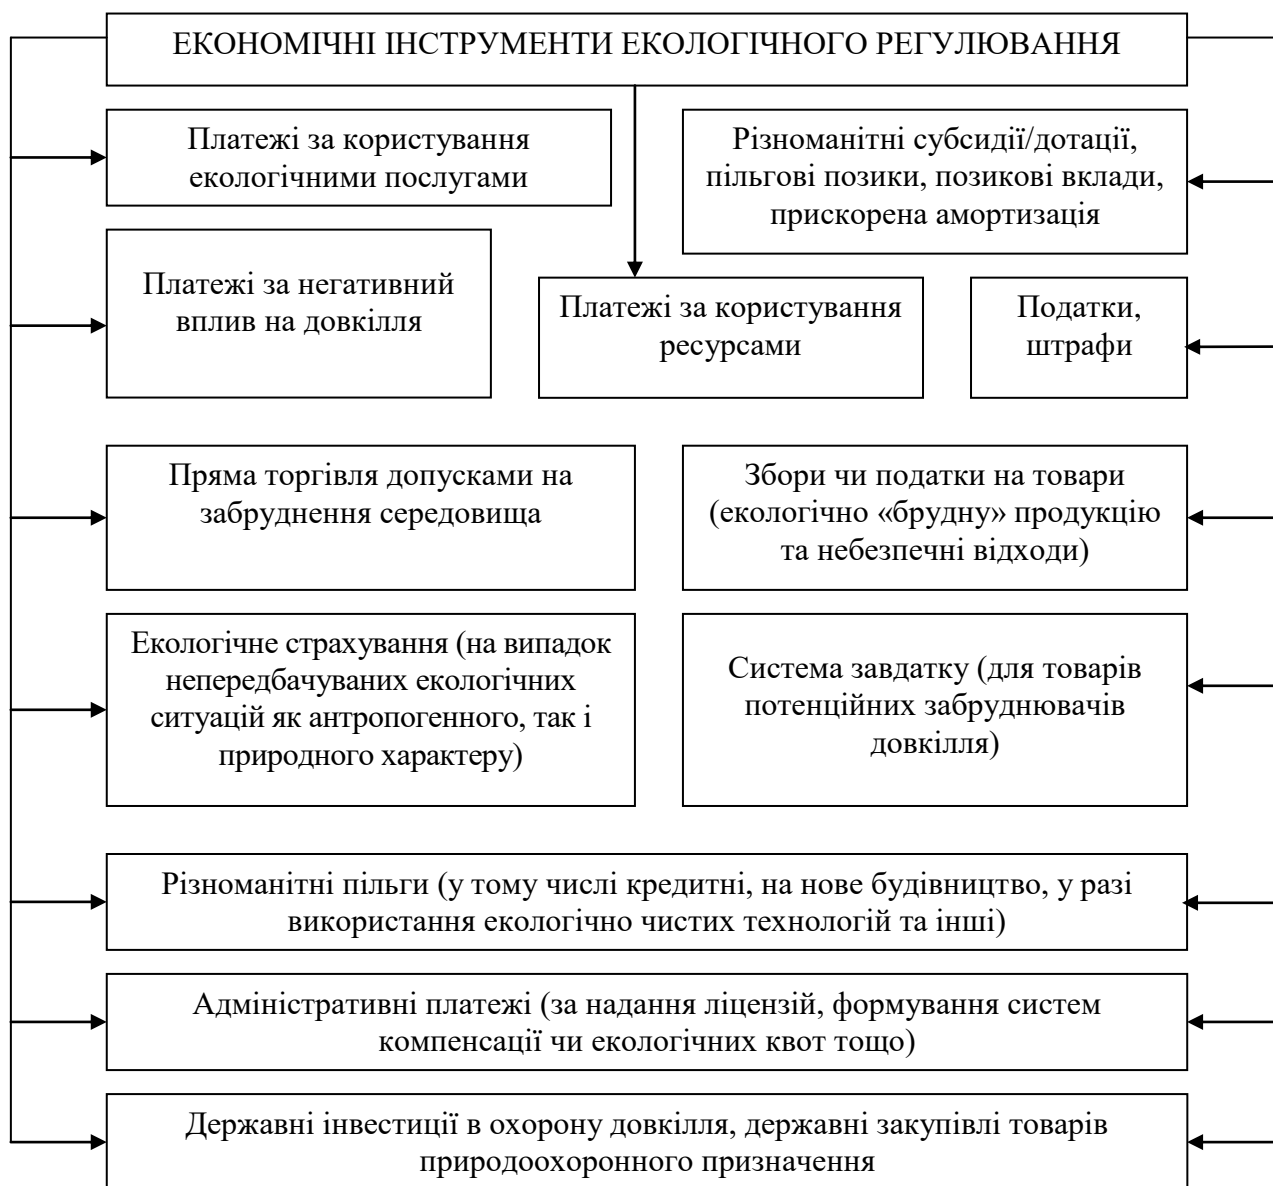 ЕКОНОМІЧНІ ІНСТРУМЕНТИ ЕКОЛОГІЧНОГО РЕГУЛЮВАННЯ
Платежі за користування
екологічними послугами
Різноманітні субсидії/дотації,
пільгові позики, позикові вклади,
прискорена амортизація
Платежі за негативний
вплив на довкілля
Платежі за користування
ресурсами
Податки,
штрафи
Пряма торгівля допусками на
забруднення середовища
Збори чи податки на товари
(екологічно «брудну» продукцію
та небезпечні відходи)
Екологічне страхування (на випадок
непередбачуваних екологічних
ситуацій як антропогенного, так і
природного характеру)
Система завдатку (для товарів
потенційних забруднювачів
довкілля)
Різноманітні пільги (у тому числі кредитні, на нове будівництво, у разі
використання екологічно чистих технологій та інші)
Адміністративні платежі (за надання ліцензій, формування систем
компенсації чи екологічних квот тощо)
Державні інвестиції в охорону довкілля, державні закупівлі товарів
природоохоронного призначення